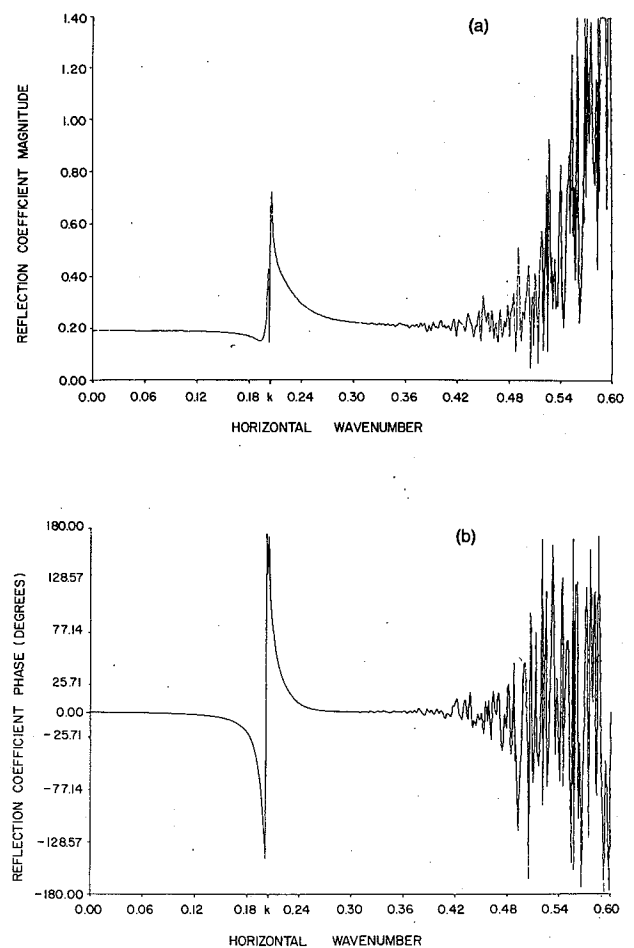 (a)
REFLECTION COEFFICIENT MAGNITUDE
1.40
1.20
1.00
0.80
0.60
0.40
0.20
0.00
0.00 0.06 0.12 0.18 k 0.24 0.30 0.36 0.42 0.48 0.54 0.60
HORIZONTAL WAVENUMBER
(b)
REFLECTION COEFFICIENT PHASE (DEGREES)
180.00
128.57
77.14
25.71
0.00
-25.71
-77.14
-128.57
-180.00
0.00 0.06 0.12 0.18 k 0.24 0.30 0.36 0.42 0.48 0.54 0.60
HORIZONTAL WAVENUMBER